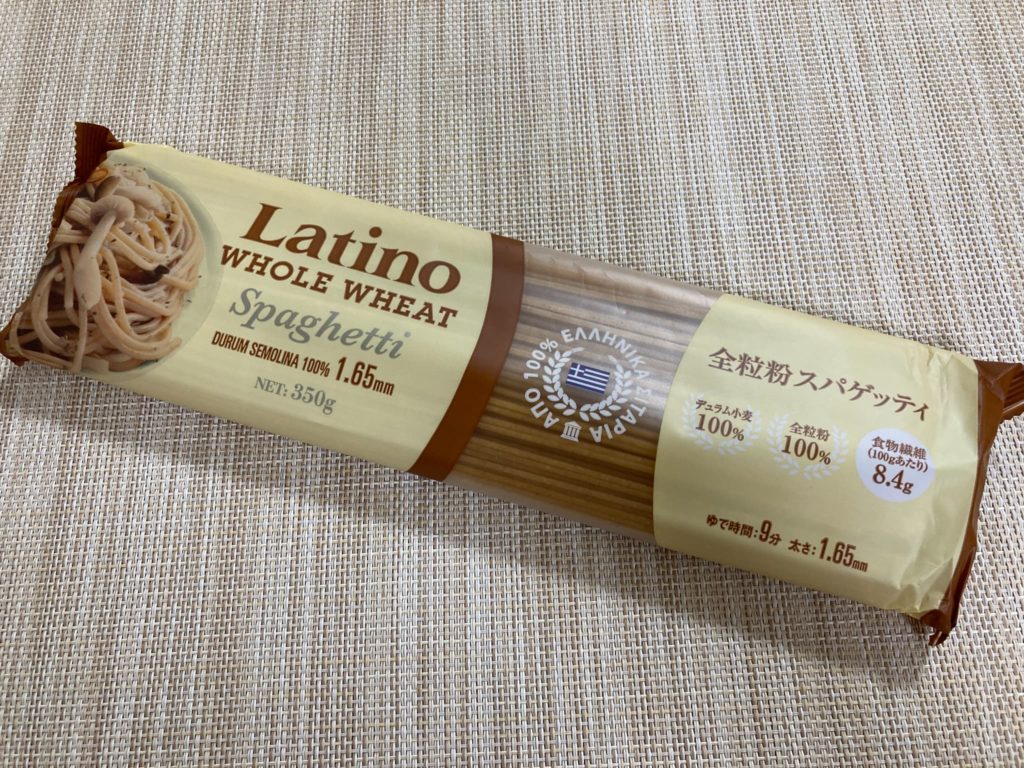 Latino
WHOLE WHEAT
Spaghetti
DURUM SEMOLINA 100% 1.65mm
NET: 350g
ΑΠΟ 100% ΕΛΛΗΝΙΚΑ ΣΙΤΑΡΙΑ
全粒粉スパゲッティ
デュラム小麦
100%
全粒粉
100%
食物繊維
(100gあたり)
8.4g
ゆで時間:9分 太さ:1.65mm